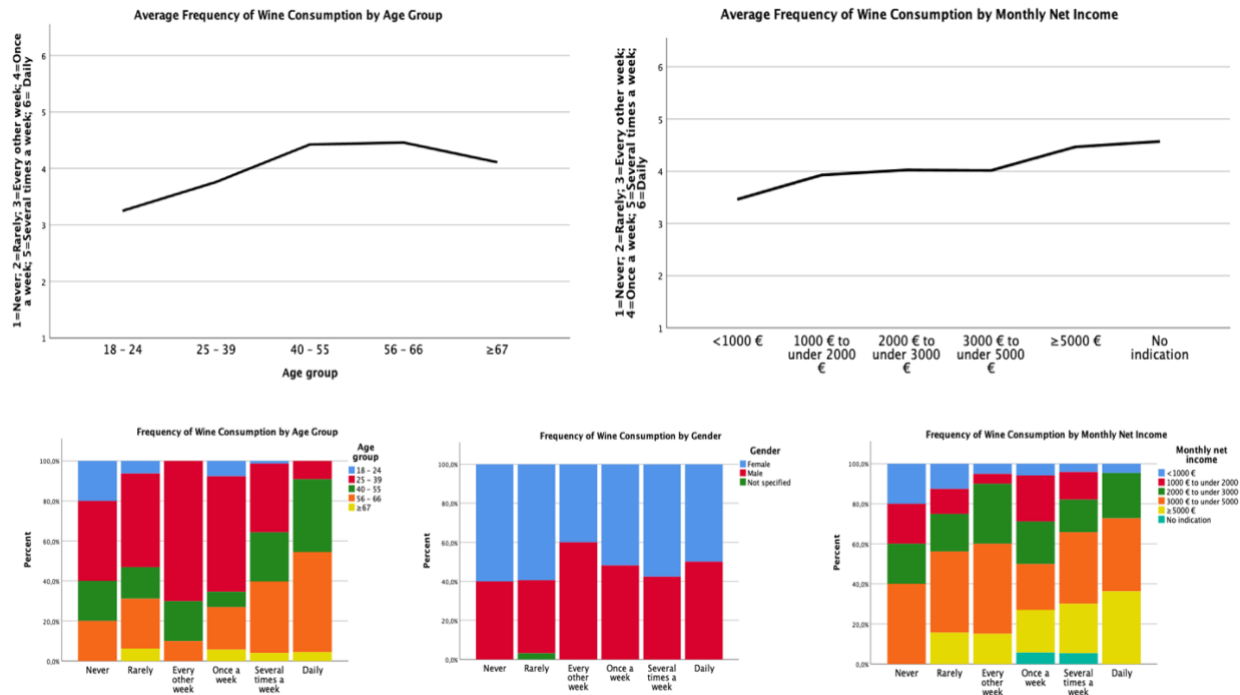 Average Frequency of Wine Consumption by Age Group
1=Never; 2=Rarely; 3=Every other week; 4=Once
a week; 5=Several times a week; 6= Daily
6
5
4
3
2
1
18 – 24
25 – 39
40 – 55
56 – 66
≥67
Age group
Average Frequency of Wine Consumption by Monthly Net Income
1=Never; 2=Rarely; 3=Every other week;
4=Once a week; 5=Several times a week;
6=Daily
6
5
4
3
2
1
<1000 €
1000 € to
under 2000
€
2000 € to
under 3000
€
3000 € to
under 5000
€
≥5000 €
No
indication
Frequency of Wine Consumption by Age Group
Percent
100,0%
80,0%
60,0%
40,0%
20,0%
0,0%
Never
Rarely
Every
other
week
Once a
week
Several
times a
week
Daily
Age
group
18 – 24
25 – 39
40 – 55
56 – 66
≥67
Frequency of Wine Consumption by Gender
Percent
100,0%
80,0%
60,0%
40,0%
20,0%
0,0%
Never
Rarely
Every
other
week
Once a
week
Several
times a
week
Daily
Gender
Female
Male
Not specified
Frequency of Wine Consumption by Monthly Net Income
Percent
100,0%
80,0%
60,0%
40,0%
20,0%
0,0%
Never
Rarely
Every
other
week
Once a
week
Several
times a
week
Daily
Monthly net
income
<1000 €
1000 € to under 2000
2000 € to under 3000
3000 € to under 5000
≥5000 €
No indication